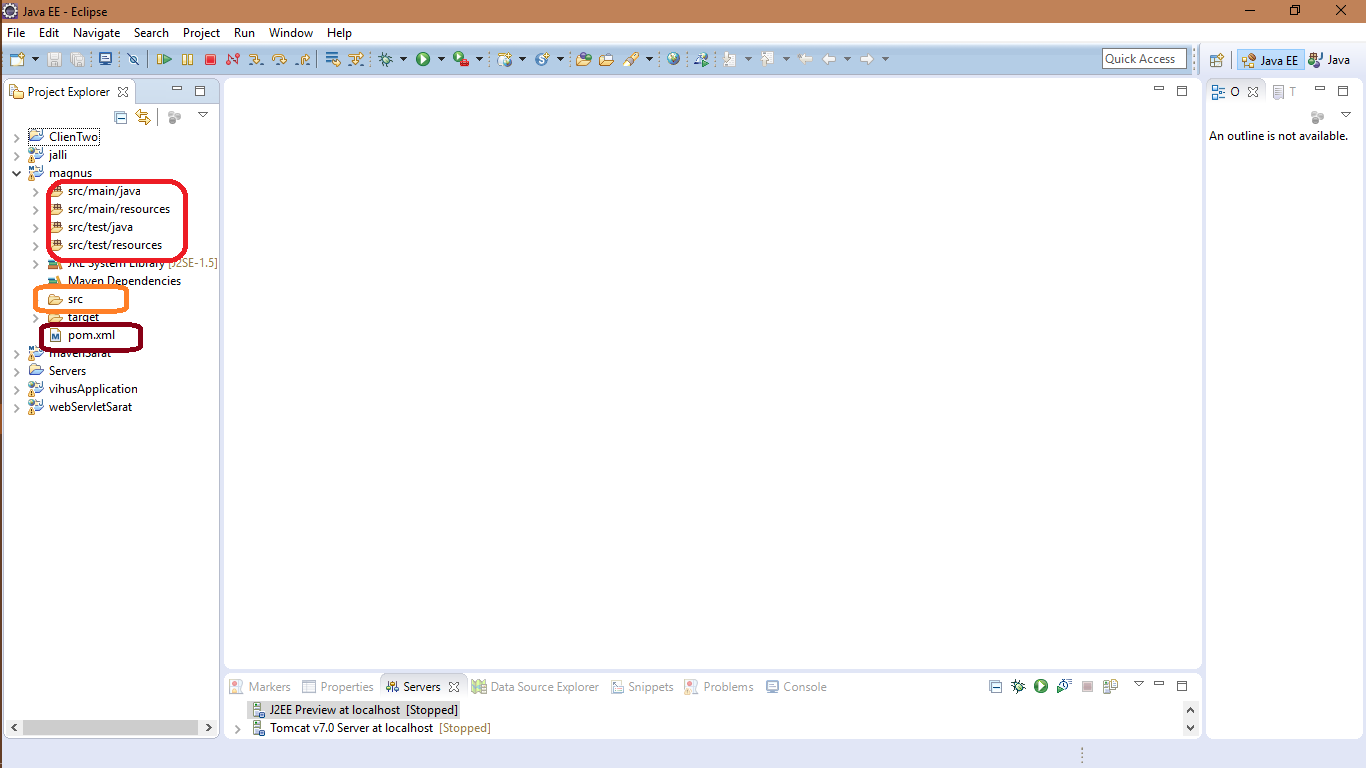 Java EE - Eclipse
File Edit Navigate Search Project Run Window Help
Quick Access
Java EE
Java
Project Explorer
ClienTwo
jalli
magnus
src/main/java
src/main/resources
src/test/java
src/test/resources
JRE System Library [J2SE-1.5]
Maven Dependencies
src
target
pom.xml
mavenSarat
Servers
vihusApplication
webServletSarat
O
T
An outline is not available.
Markers Properties Servers Data Source Explorer Snippets Problems Console
J2EE Preview at localhost [Stopped]
Tomcat v7.0 Server at localhost [Stopped]